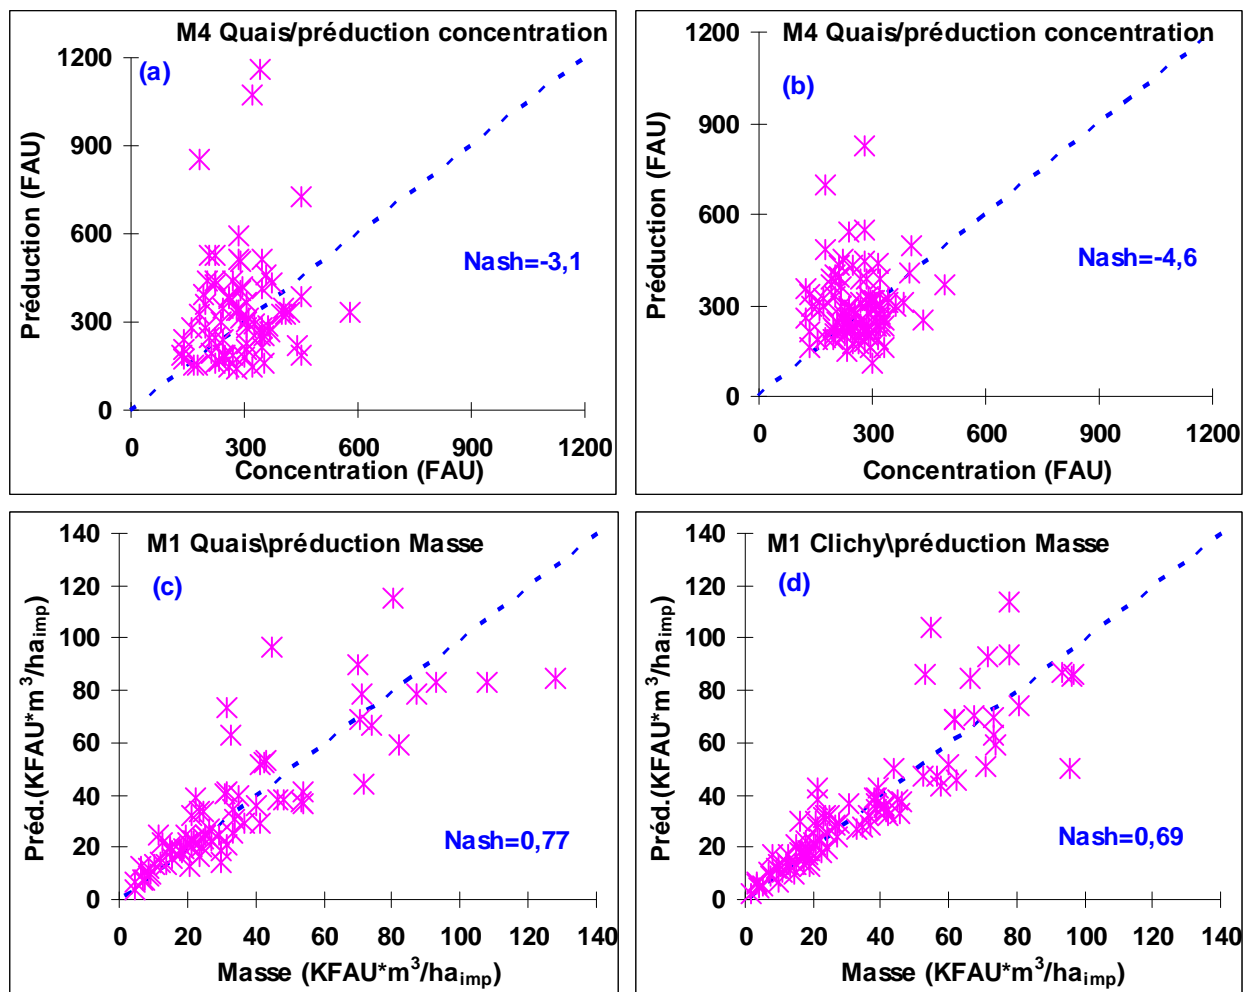 M4 Quais/préduction concentration
(a)
1200
900
600
300
0
Préduction (FAU)
Nash=-3,1
0 300 600 900 1200
Concentration (FAU)
M4 Quais/préduction concentration
(b)
1200
900
600
300
0
Préduction (FAU)
Nash=-4,6
0 300 600 900 1200
Concentration (FAU)
M1 Quais\préduction Masse
(c)
140
120
100
80
60
40
20
0
Préd.(KFAU*m³/ha_imp)
Nash=0,77
0 20 40 60 80 100 120 140
Masse (KFAU*m³/ha_imp)
M1 Clichy\préduction Masse
(d)
140
120
100
80
60
40
20
0
Préd.(KFAU*m³/ha_imp)
Nash=0,69
0 20 40 60 80 100 120 140
Masse (KFAU*m³/ha_imp)